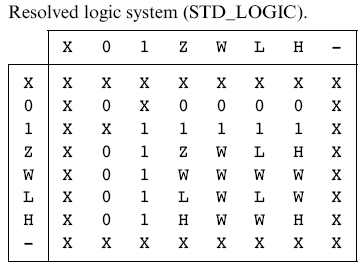 Resolved logic system (STD_LOGIC).
X 0 1 Z W L H –
X X X X X X X X X
0 X 0 X 0 0 0 0 X
1 X X 1 1 1 1 1 X
Z X 0 1 Z W L H X
W X 0 1 W W W W X
L X 0 1 L W L W X
H X 0 1 H W W H X
– X X X X X X X X